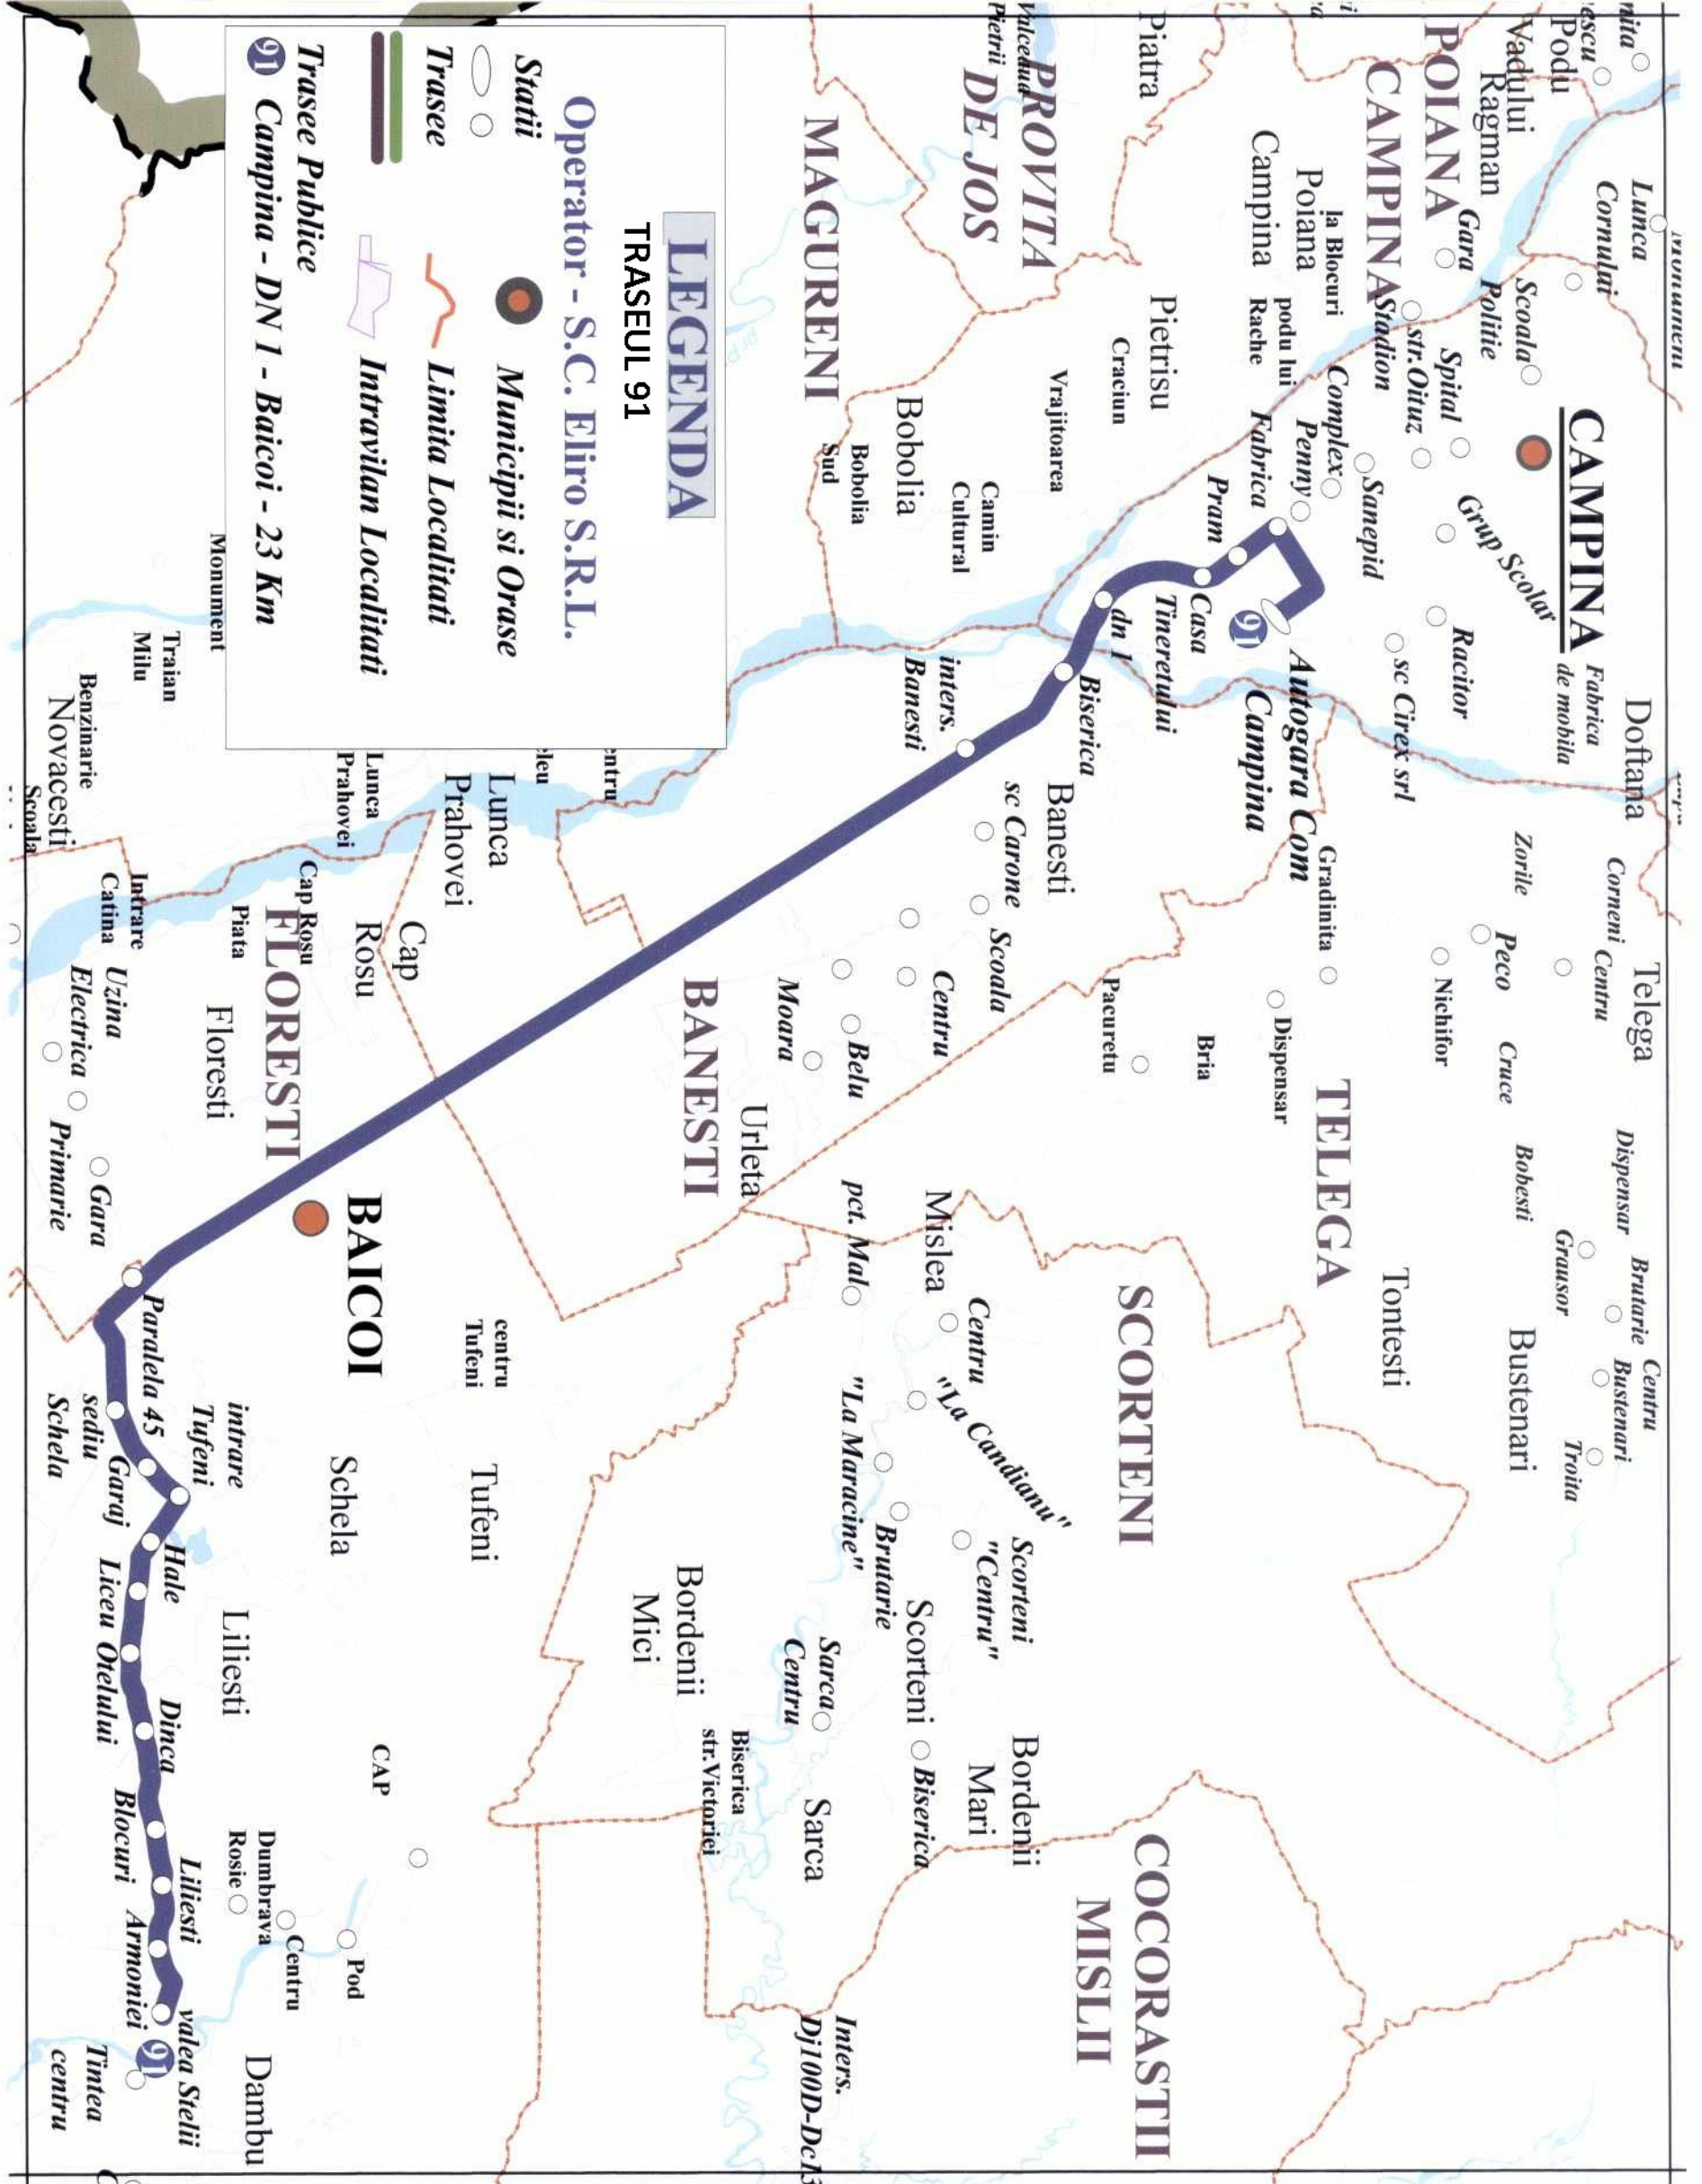 Lunca
Cornului
Podu
Vadului
Ragman
POIANA
CAMPINA
Gara
Politie
Scoala
Spital
Stadion
str.Oituz
la Blocuri
Poiana
Campina
podu lui
Rache
Complex
Penny
Fabrica
Sanepid
Pram
Casa
Tineretului
dn 1
91
Autogara Com
Campina
CAMPINA
Grup Scolar
Fabrica
de mobila
Racitor
sc Cirex srl
Doftana
Telega
Corneni
Centru
Zorile
Peco
Nichifor
Cruce
Gradinita
Dispensar
Bria
Pacuretu
TELEGA
Dispensar
Bobesti
Grausor
Brutarie
Centru
Bustenari
Troita
Bustenari
Tontesti
Piatra
PROVITA
DE JOS
Pietrii
Pietrisu
Craciun
Vrajitoarea
Camin
Cultural
Bobolia
Bobolia
Sud
MAGURENI
Biserica
inters.
Banesti
Banesti
sc Carone
Scoala
Centru
Belu
Moara
BANESTI
Urleta
pct. Malo
Mislea
Centru
"La Candianu"
"La Maracine"
Brutarie
Scorteni
"Centru"
Scorteni
SCORTENI
Biserica
Sarca
Centru
Sarca
Bordenii
Mari
Bordenii
Mici
Biserica
str.Victoriei
COCORASTII
MISLII
Inters.
LEGENDA
TRASEUL 91
Operator - S.C. Eliro S.R.L.
Statii
Municipii si Orase
Trasee
Limita Localitati
Intravilan Localitati
Trasee Publice
91 Campina - DN 1 - Baicoi - 23 Km
Lunca
Prahovei
Lunca
Prahovei
Cap
Rosu
Cap Rosu
Piata
FLORESTI
Floresti
Monument
Traian
Milu
Benzinarie
Novacesti
Scoala
Intrare
Catina
Uzina
Electrica
Primarie
Gara
BAICOI
centru
Tufeni
Tufeni
Schela
Paralela 45
sediu
Schela
Garaj
intrare
Tufeni
Hale
Liceu Otelului
Liliesti
Dinca
Blocuri
CAP
Liliesti
Armoniei
Dumbrava
Rosie
Centru
Pod
valea Stelii
91
Dambu
Tintea
centru